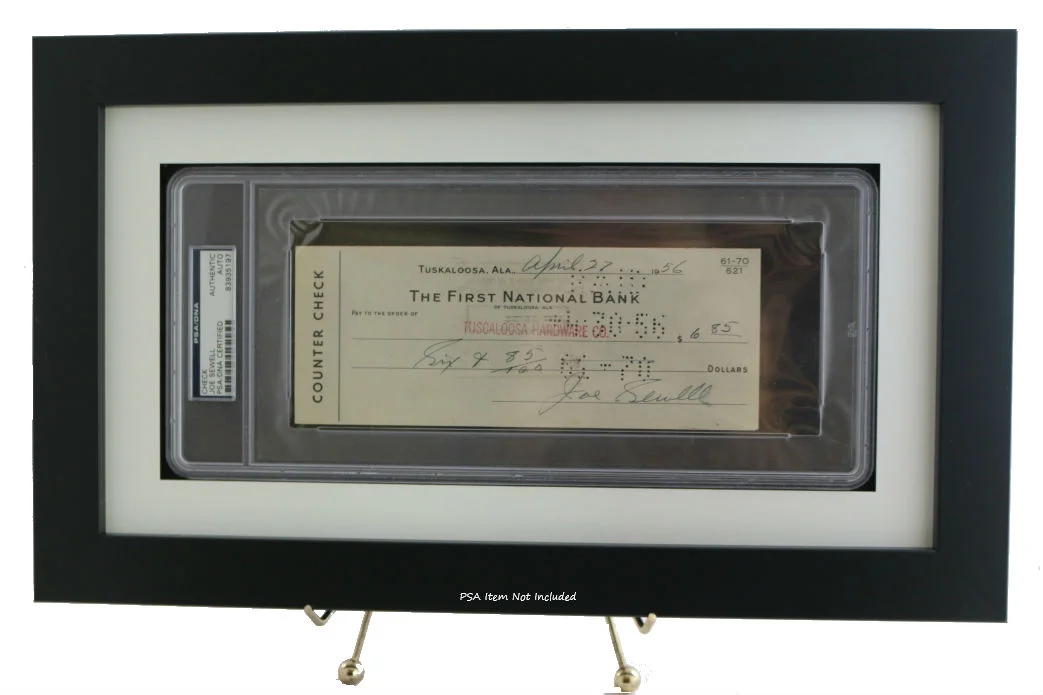 PSA/DNA
CHECK
JOE SEWELL
PSA/DNA CERTIFIED
AUTHENTIC
AUTO
83935197
COUNTER CHECK
TUSKALOOSA, ALA., April 27 1956
61-70
621
THE FIRST NATIONAL BANK
OF TUSKALOOSA, ALA.
PAY TO THE ORDER OF
TUSCALOOSA HARDWARE CO.
30-56
$ 6 85
Six & 85/100 DOLLARS
Joe Sewell
PSA Item Not Included